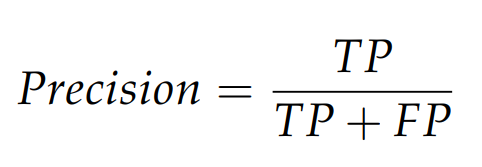 Precision = TP / TP + FP